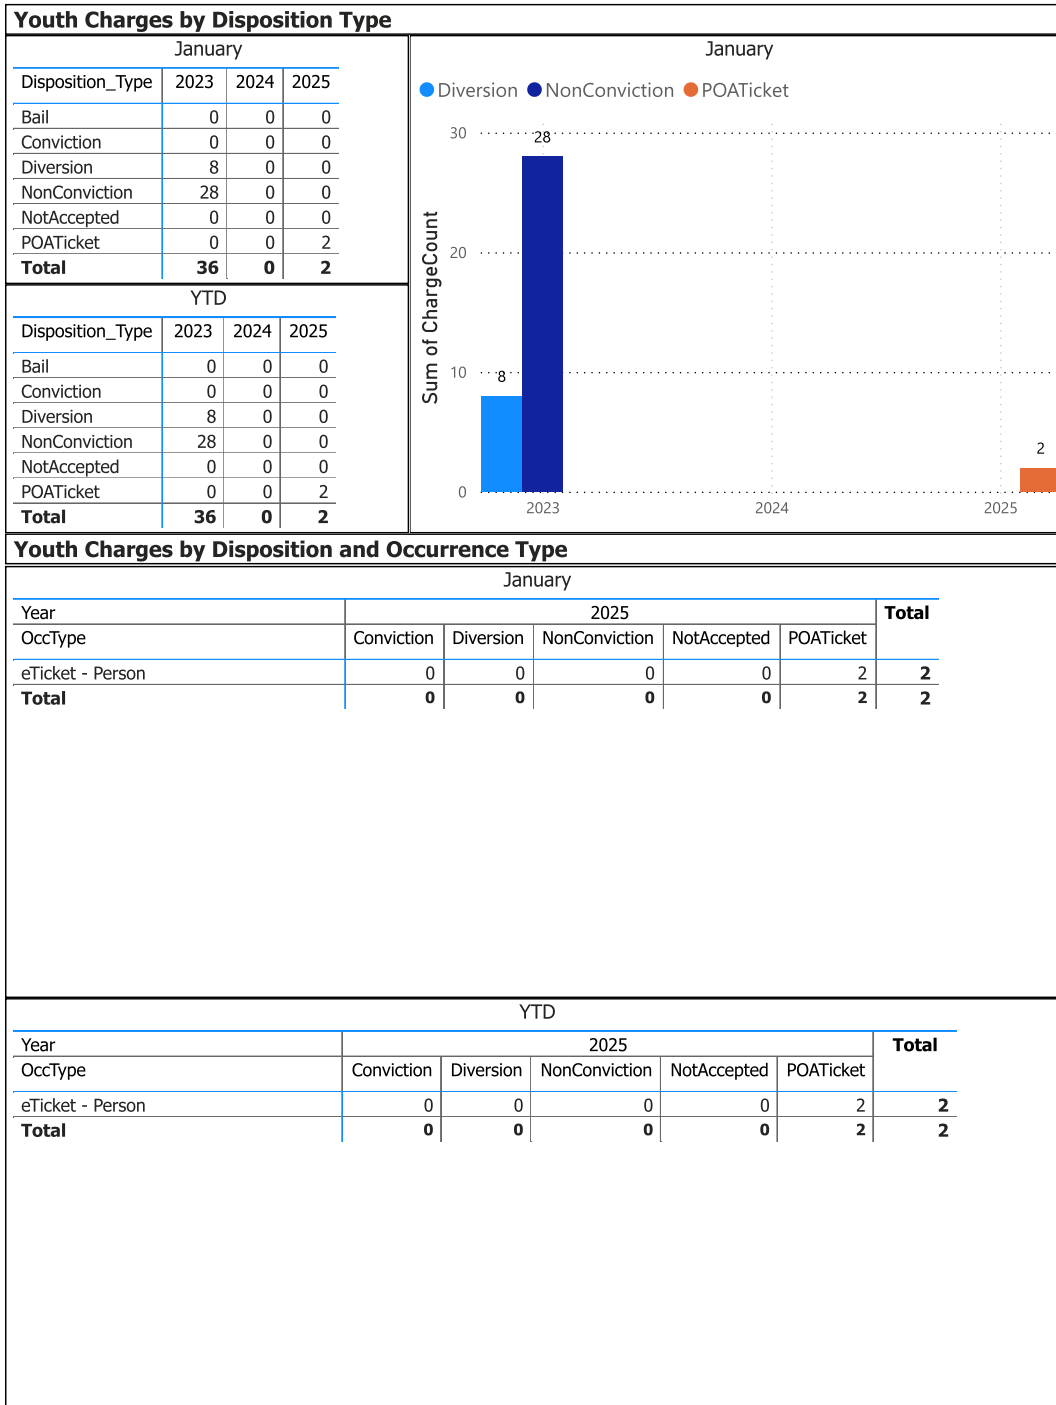 Youth Charges by Disposition Type
January
Disposition_Type 2023 2024 2025
Bail 0 0 0
Conviction 0 0 0
Diversion 8 0 0
NonConviction 28 0 0
NotAccepted 0 0 0
POATicket 0 0 2
Total 36 0 2
YTD
Disposition_Type 2023 2024 2025
Bail 0 0 0
Conviction 0 0 0
Diversion 8 0 0
NonConviction 28 0 0
NotAccepted 0 0 0
POATicket 0 0 2
Total 36 0 2
January
Diversion NonConviction POATicket
Sum of ChargeCount
30
20
10
0
8
28
2
2023 2024 2025
Youth Charges by Disposition and Occurrence Type
January
Year 2025 Total
OccType Conviction Diversion NonConviction NotAccepted POATicket
eTicket - Person 0 0 0 0 2 2
Total 0 0 0 0 2 2
YTD
Year 2025 Total
OccType Conviction Diversion NonConviction NotAccepted POATicket
eTicket - Person 0 0 0 0 2 2
Total 0 0 0 0 2 2